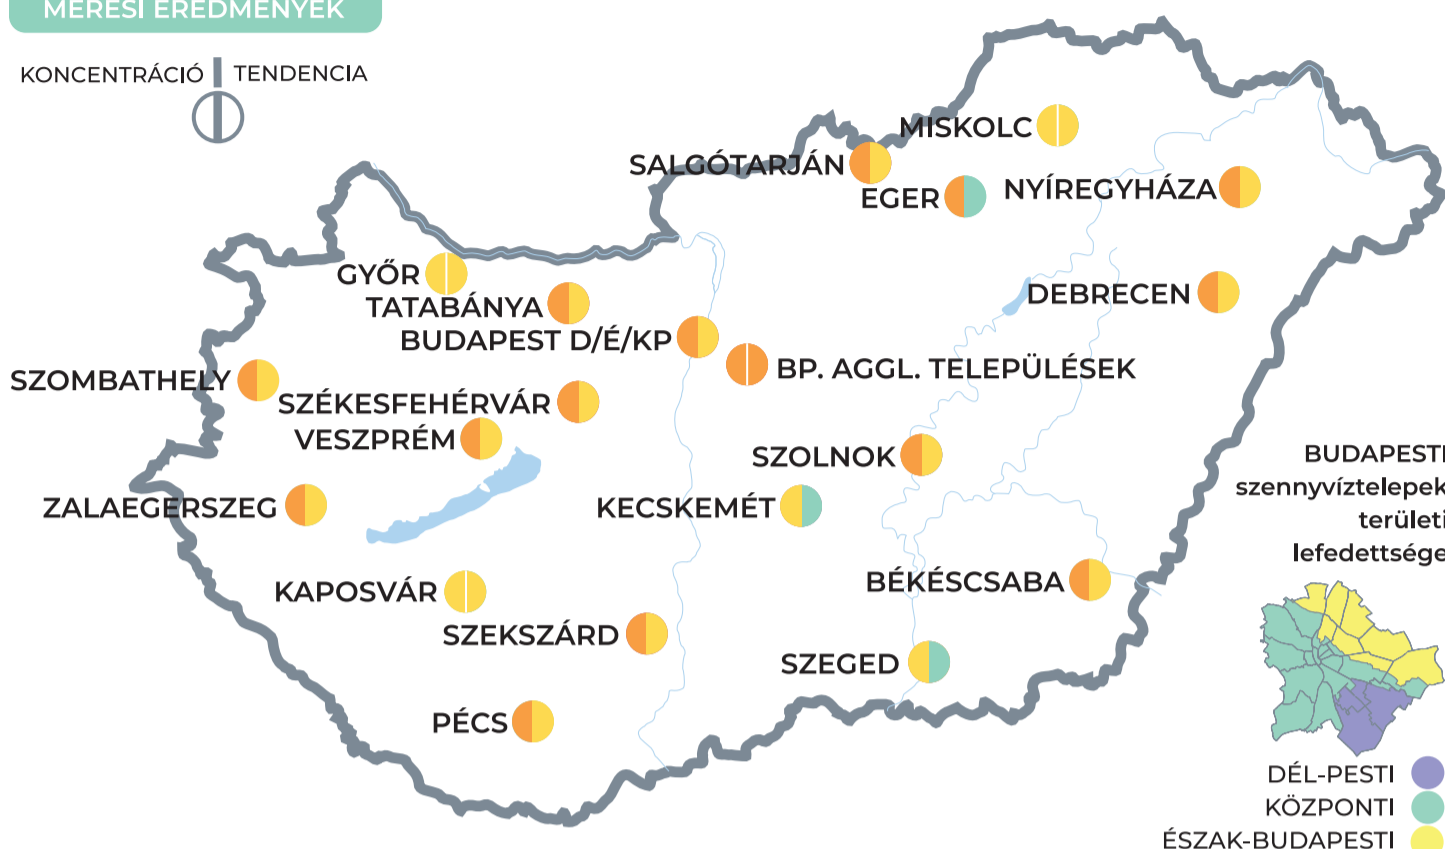 MÉRÉSI EREDMÉNYEK
KONCENTRÁCIÓ TENDENCIA
MISKOLC
SALGÓTARJÁN
EGER
NYÍREGYHÁZA
GYŐR
TATABÁNYA
DEBRECEN
BUDAPEST D/É/KP
BP. AGGL. TELEPÜLÉSEK
SZOMBATHELY
SZÉKESFEHÉRVÁR
VESZPRÉM
SZOLNOK
ZALAEGERSZEG
KECSKEMÉT
BÉKÉSCSABA
KAPOSVÁR
SZEKSZÁRD
SZEGED
PÉCS
BUDAPESTI
szennyvíztelepek
területi
lefedettsége
DÉL-PESTI
KÖZPONTI
ÉSZAK-BUDAPESTI